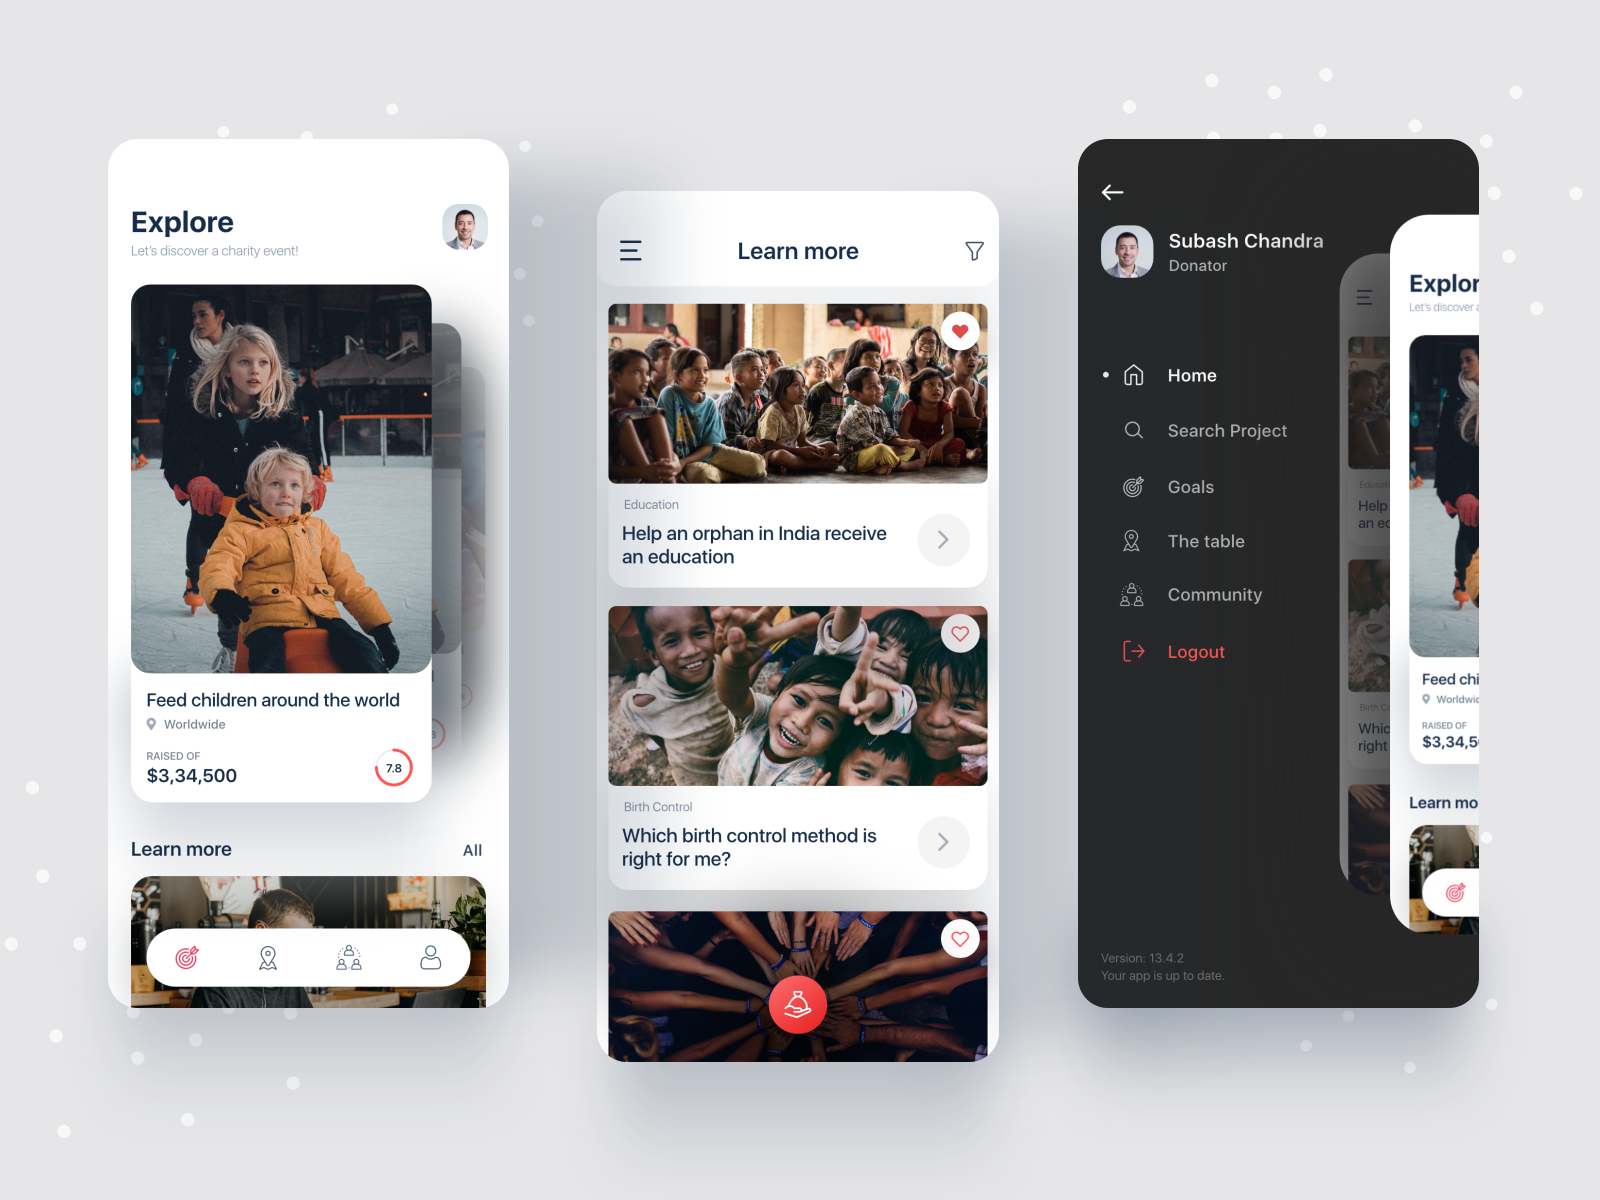 Explore
Let's discover a charity event!
Feed children around the world
Worldwide
RAISED OF
$3,34,500
7.8
Learn more
All
Learn more
Education
Help an orphan in India receive
an education
Birth Control
Which birth control method is
right for me?
Subash Chandra
Donator
Home
Search Project
Goals
The table
Community
Logout
Version: 13.4.2
Your app is up to date.
Help
an ed
Birth C
Whic
right
Explor
Let's discover
Feed chi
Worldwi
RAISED OF
$3,34,5
Learn mo